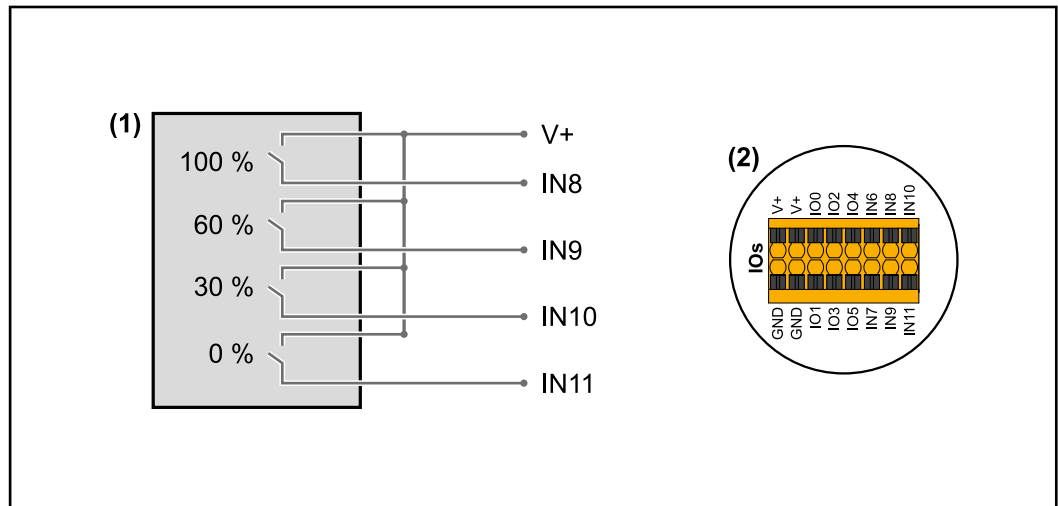 (1)
100 %
60 %
30 %
0 %
V+
IN8
IN9
IN10
IN11
(2)
V+
V+
IO0
IO2
IO4
IN6
IN8
IN10
IOs
GND
GND
IO1
IO3
IO5
IN7
IN9
IN11